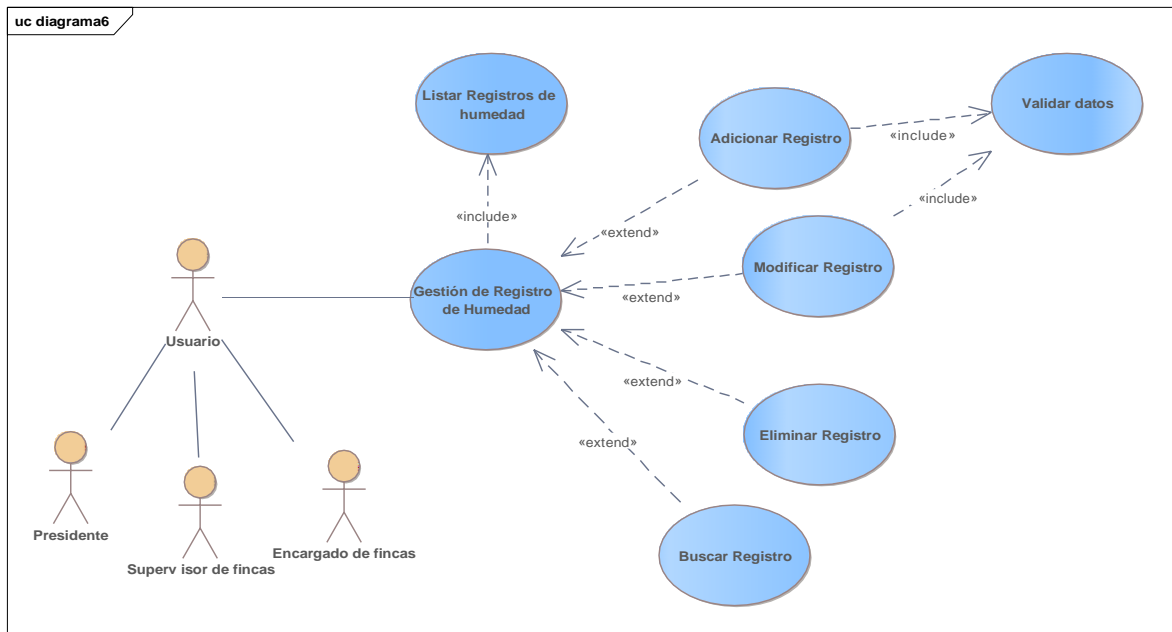 uc diagrama6
Listar Registros de
humedad
Adicionar Registro
Validar datos
«include»
«include»
«include»
«extend»
Modificar Registro
Gestión de Registro
de Humedad
«extend»
Usuario
«extend»
Eliminar Registro
«extend»
Buscar Registro
Presidente
Superv isor de fincas
Encargado de fincas